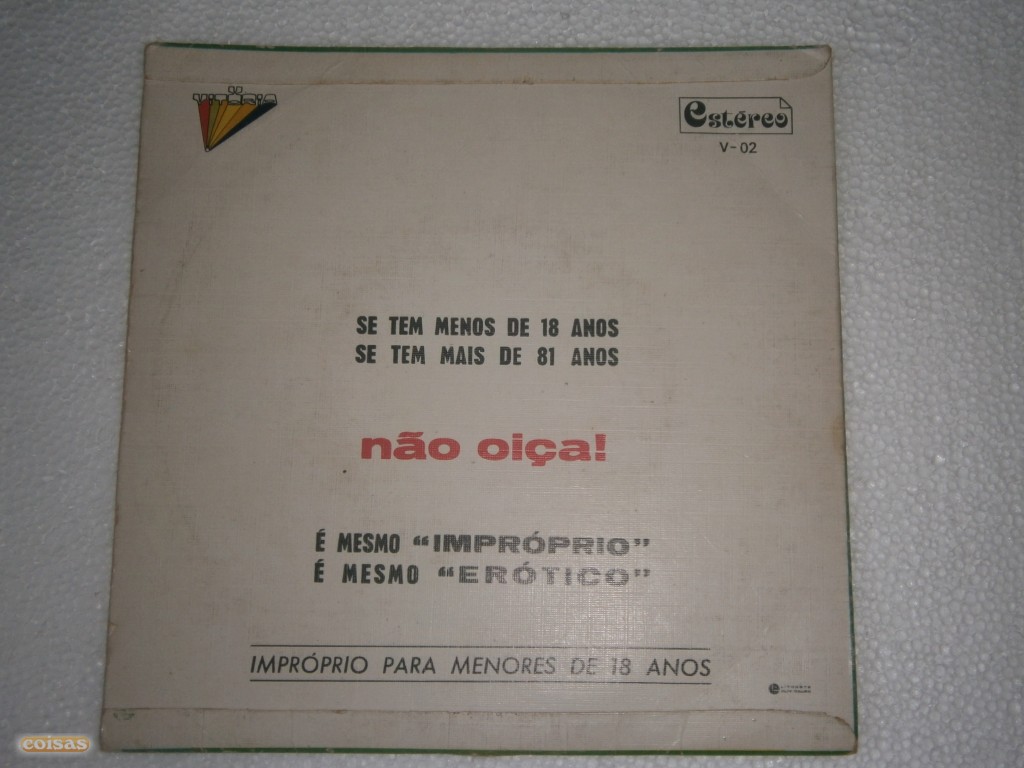 VITÓRIA
estéreo
V-02
SE TEM MENOS DE 18 ANOS
SE TEM MAIS DE 81 ANOS
não oiça!
É MESMO “IMPRÓPRIO”
É MESMO “ERÓTICO”
IMPRÓPRIO PARA MENORES DE 18 ANOS
coisas